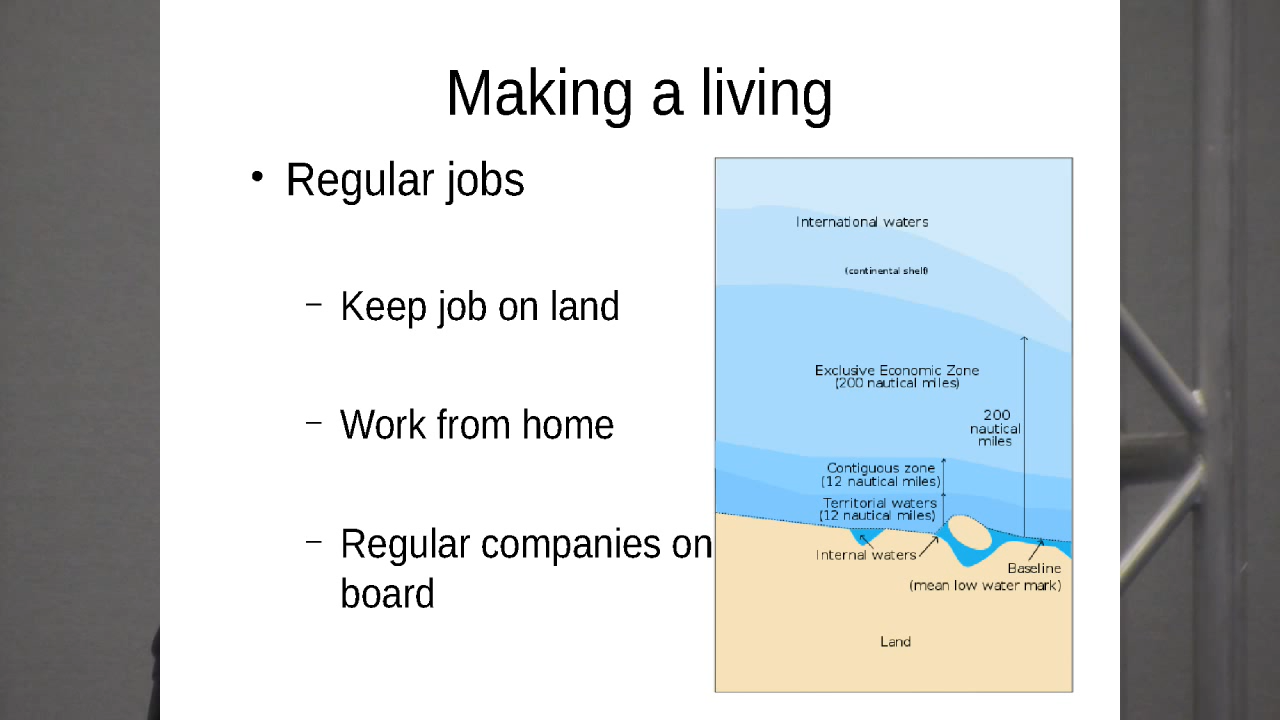 Making a living
• Regular jobs
– Keep job on land
– Work from home
– Regular companies on
board
International waters
(continental shelf)
Exclusive Economic Zone
(200 nautical miles)
200
nautical
miles
Contiguous zone
(12 nautical miles)
Territorial waters
(12 nautical miles)
Internal waters
Baseline
(mean low water mark)
Land